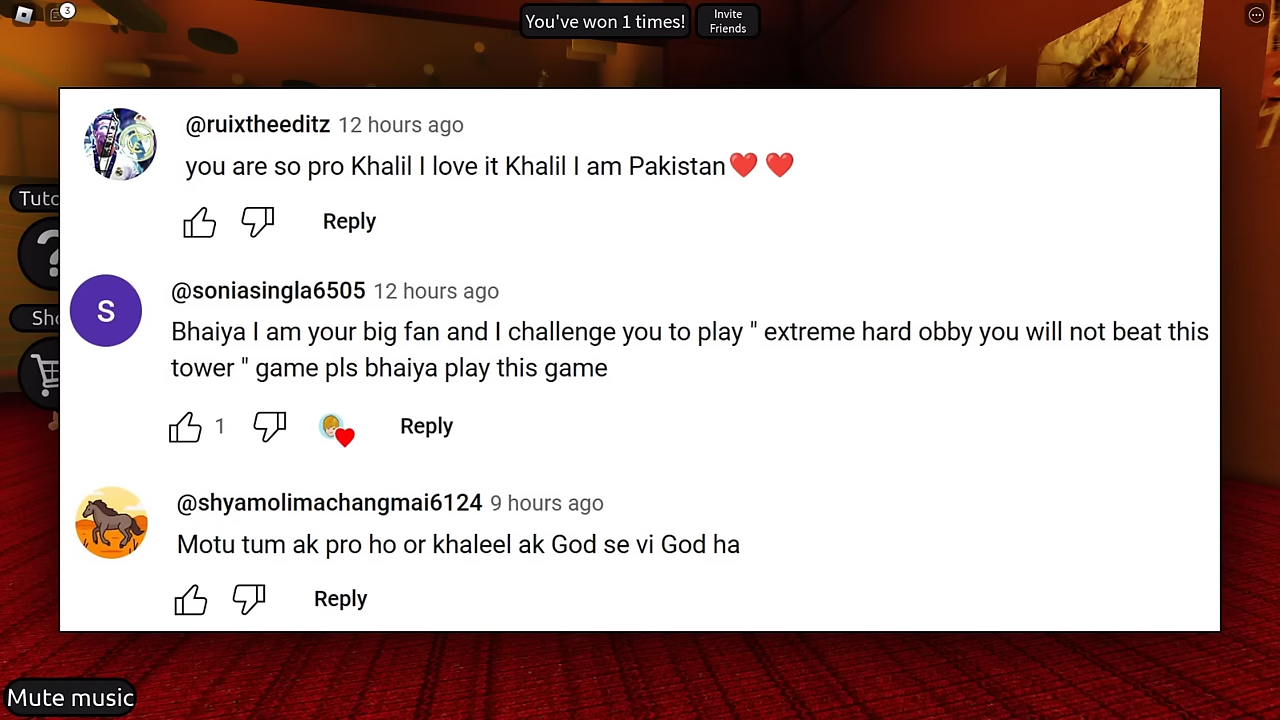 3
You've won 1 times!
Invite
Friends
@ruixtheeditz 12 hours ago
you are so pro Khalil I love it Khalil I am Pakistan❤️ ❤️
Reply
Tuto
?
S
@soniasingla6505 12 hours ago
Bhaiya I am your big fan and I challenge you to play " extreme hard obby you will not beat this
tower " game pls bhaiya play this game
Sho
1
Reply
@shyamolimachangmai6124 9 hours ago
Motu tum ak pro ho or khaleel ak God se vi God ha
Reply
Mute music